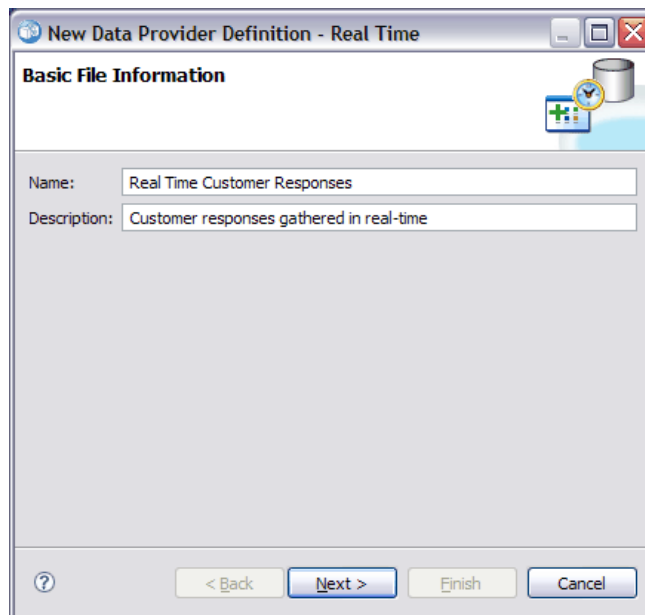 New Data Provider Definition - Real Time
Basic File Information
Name: Real Time Customer Responses
Description: Customer responses gathered in real-time
? < Back Next > Finish Cancel